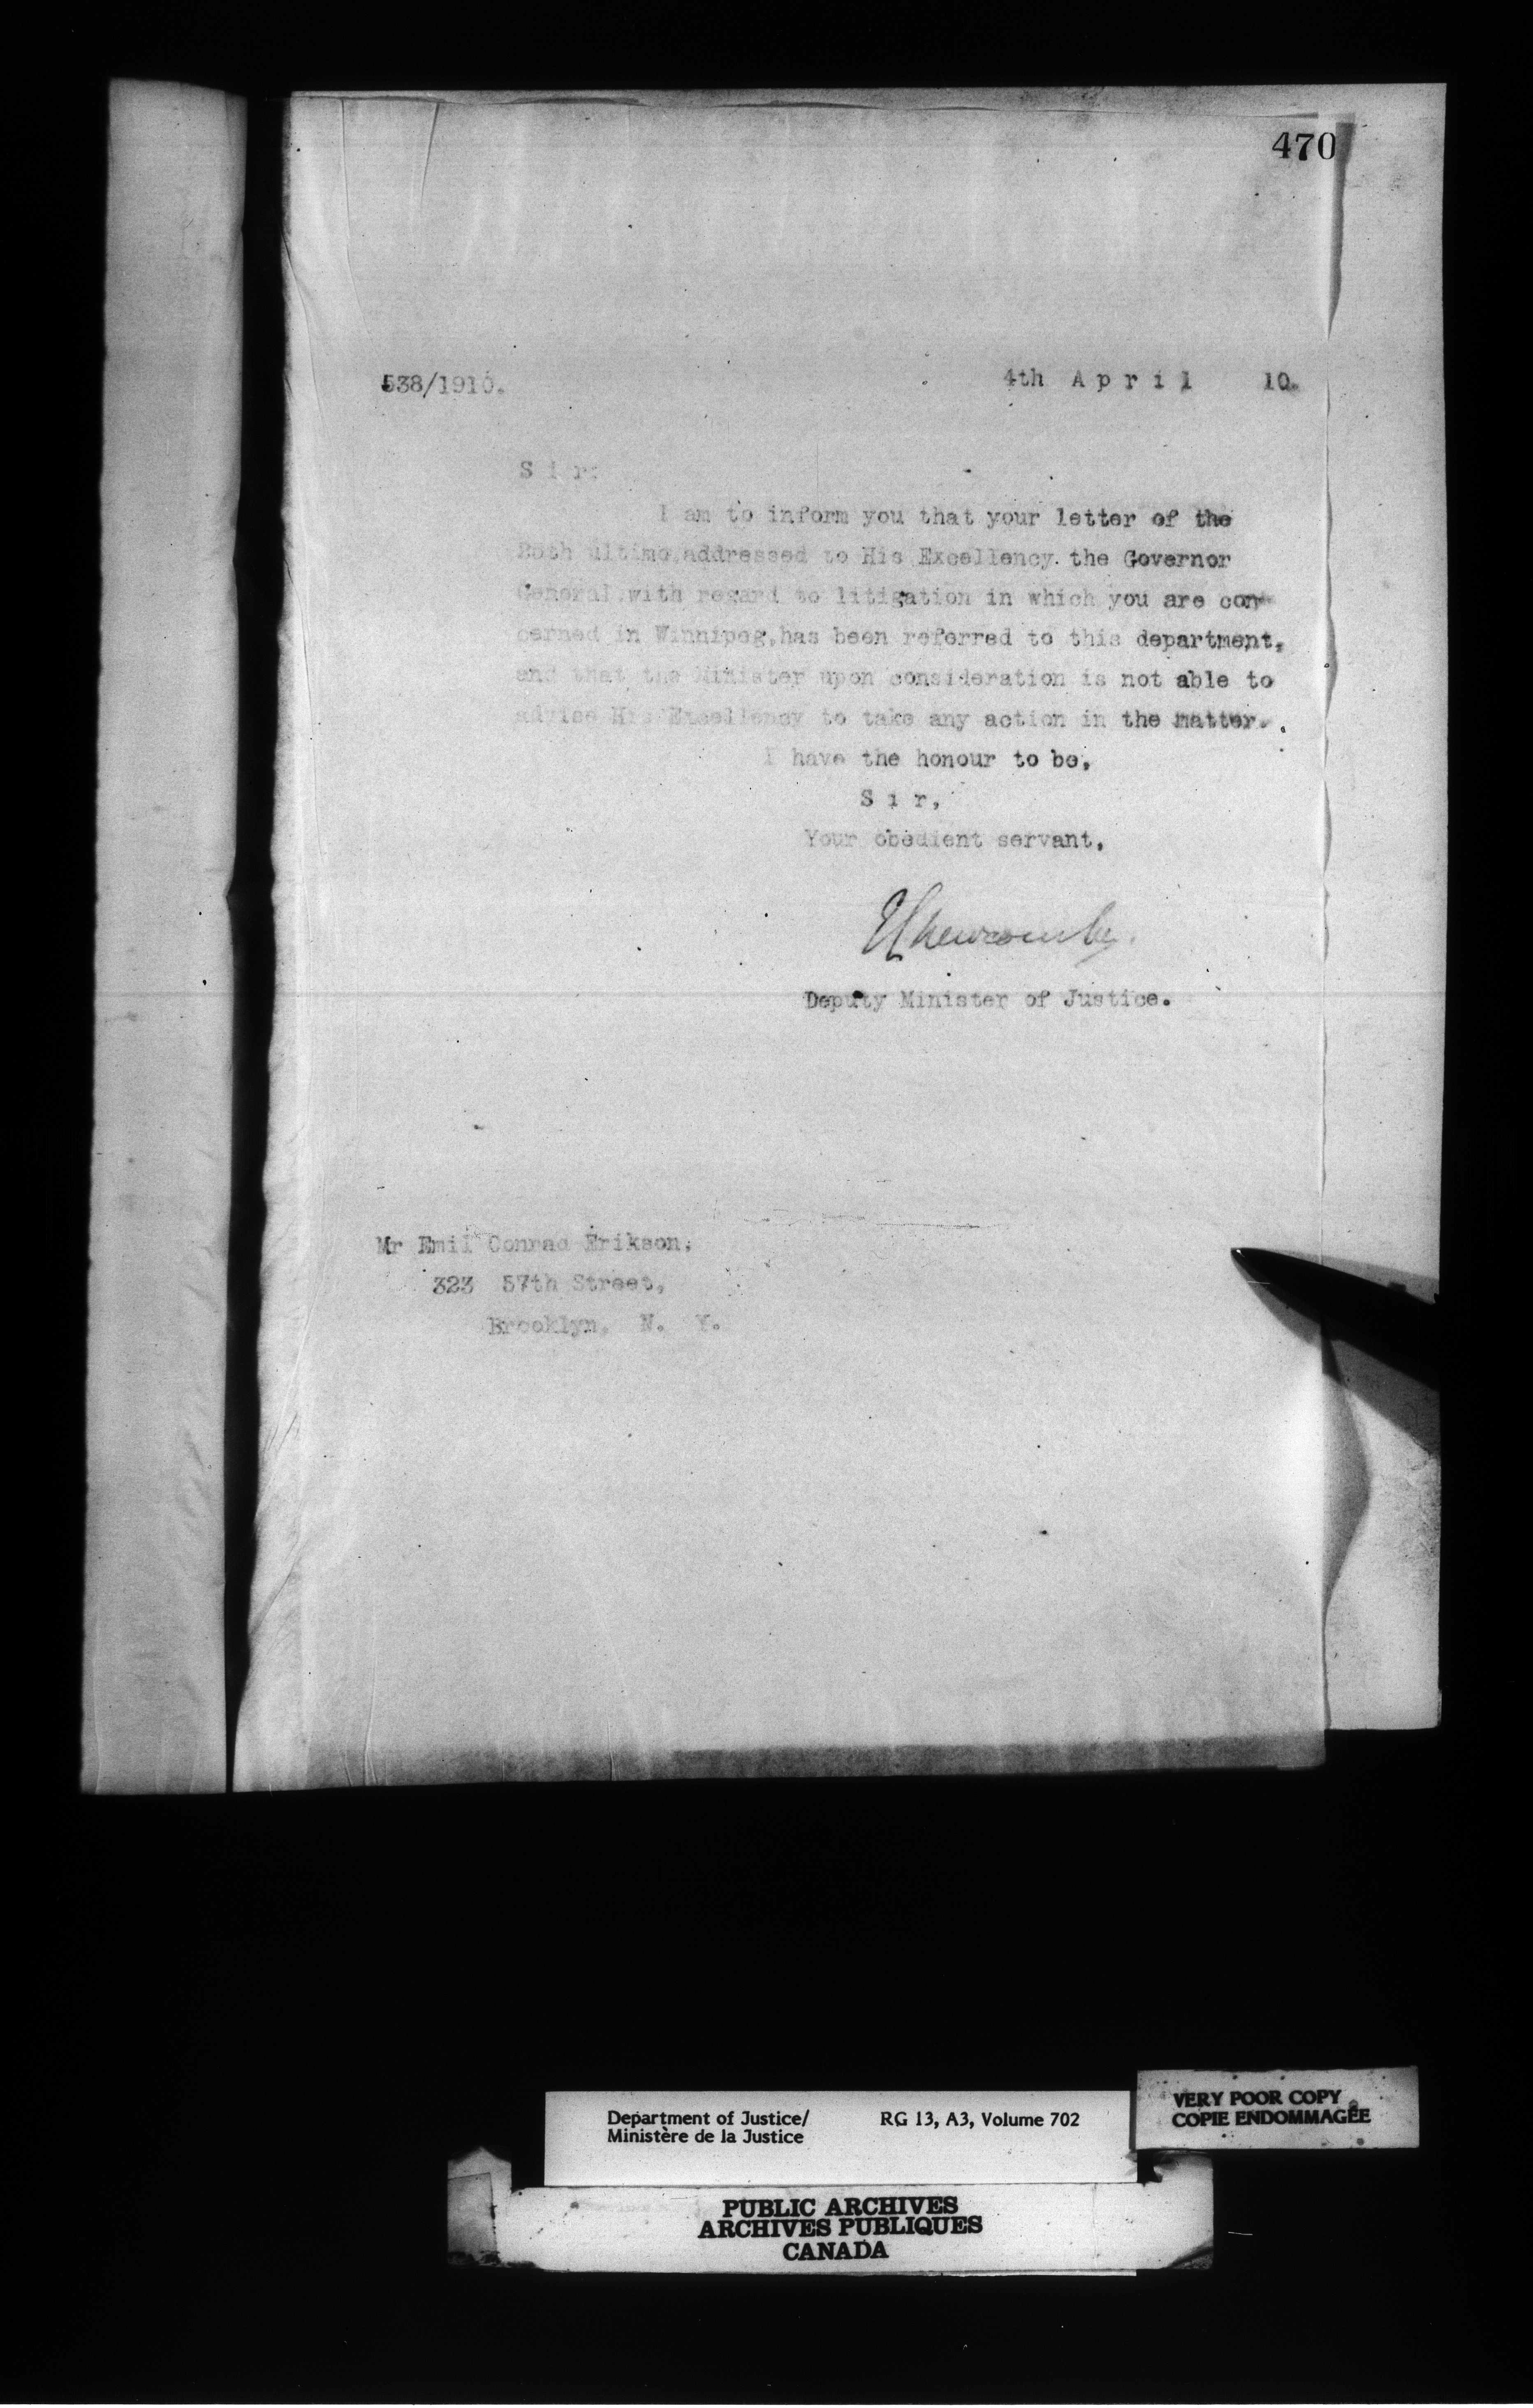 470
538/1910.
4th April 10.
Sir:
I am to inform you that your letter of the
ultimo, addressed to His Excellency the Governor
General, with regard to litigation in which you are con-
cerned in Winnipeg, has been referred to this department,
and that the Minister upon consideration is not able to
advise His Excellency to take any action in the matter.
I have the honour to be,
Sir,
Your obedient servant,
E L Newcombe
Deputy Minister of Justice.
Mr Emil Conrad Erikson,
323 57th Street,
Brooklyn, N. Y.
VERY POOR COPY
COPIE ENDOMMAGÉE
Department of Justice/ RG 13, A3, Volume 702
Ministère de la Justice
PUBLIC ARCHIVES
ARCHIVES PUBLIQUES
CANADA